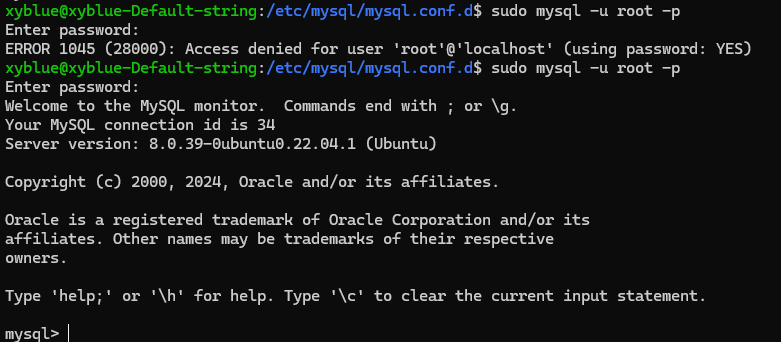 xyblue@xyblue-Default-string:/etc/mysql/mysql.conf.d$ sudo mysql -u root -p
Enter password:
ERROR 1045 (28000): Access denied for user 'root'@'localhost' (using password: YES)
xyblue@xyblue-Default-string:/etc/mysql/mysql.conf.d$ sudo mysql -u root -p
Enter password:
Welcome to the MySQL monitor.  Commands end with ; or \g.
Your MySQL connection id is 34
Server version: 8.0.39-0ubuntu0.22.04.1 (Ubuntu)

Copyright (c) 2000, 2024, Oracle and/or its affiliates.

Oracle is a registered trademark of Oracle Corporation and/or its
affiliates. Other names may be trademarks of their respective
owners.

Type 'help;' or '\h' for help. Type '\c' to clear the current input statement.

mysql>